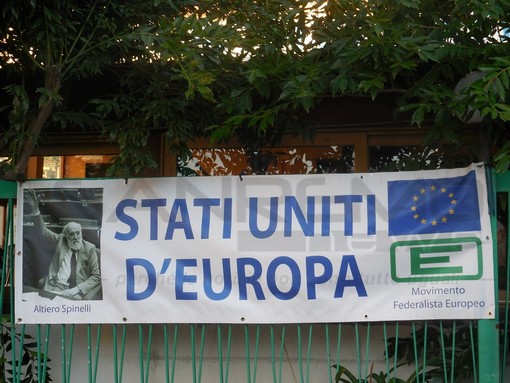 STATI UNITI
D'EUROPA
Altiero Spinelli
E
Movimento
Federalista Europeo